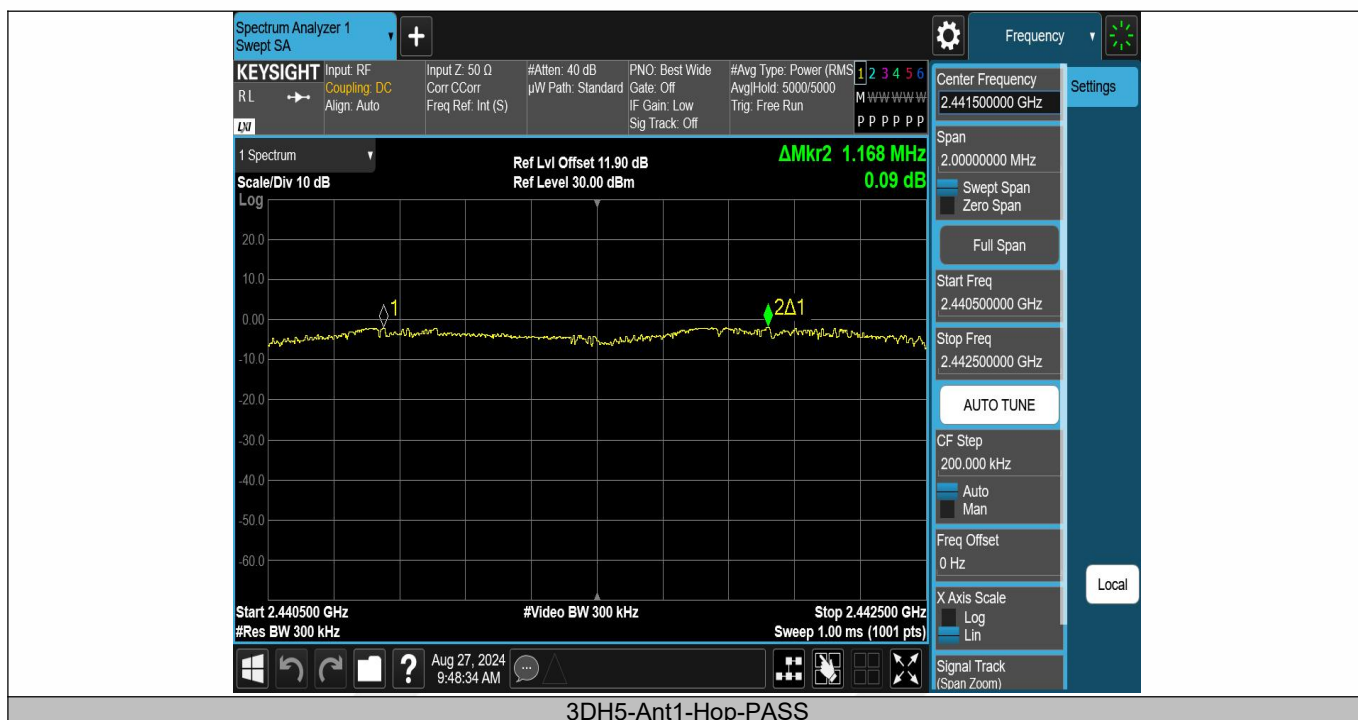 Spectrum Analyzer 1
Swept SA
Frequency
KEYSIGHT
RL
LXI
Input: RF
Coupling: DC
Align: Auto
Input Z: 50 Ω
Corr CCorr
Freq Ref: Int (S)
#Atten: 40 dB
µW Path: Standard
PNO: Best Wide
Gate: Off
IF Gain: Low
Sig Track: Off
#Avg Type: Power (RMS
Avg|Hold: 5000/5000
Trig: Free Run
1 2 3 4 5 6
M W W W W W
P P P P P P
1 Spectrum
Scale/Div 10 dB
Log
Ref Lvl Offset 11.90 dB
Ref Level 30.00 dBm
ΔMkr2 1.168 MHz
0.09 dB
20.0
10.0
0.00
-10.0
-20.0
-30.0
-40.0
-50.0
-60.0
1
2Δ1
Start 2.440500 GHz
#Res BW 300 kHz
#Video BW 300 kHz
Stop 2.442500 GHz
Sweep 1.00 ms (1001 pts)
Center Frequency
2.441500000 GHz
Settings
Span
2.00000000 MHz
Swept Span
Zero Span
Full Span
Start Freq
2.440500000 GHz
Stop Freq
2.442500000 GHz
AUTO TUNE
CF Step
200.000 kHz
Auto
Man
Freq Offset
0 Hz
X Axis Scale
Log
Lin
Local
Signal Track
(Span Zoom)
?
Aug 27, 2024
9:48:34 AM
3DH5-Ant1-Hop-PASS